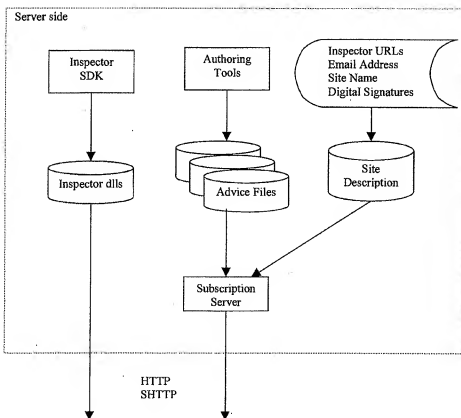 Server side
Inspector
SDK
Authoring
Tools
Inspector URLs
Email Address
Site Name
Digital Signatures
Inspector dlls
Advice Files
Site
Description
Subscription
Server
HTTP
SHTTP